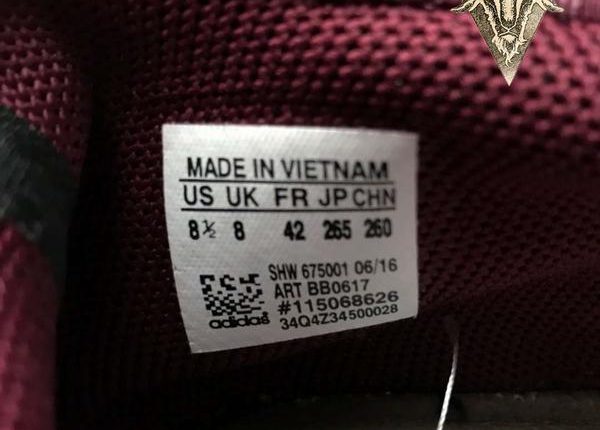 MADE IN VIETNAM
US UK FR JP CHN
8½ 8 42 265 260
SHW 675001 06/16
ART BB0617
#115068626
adidas 34Q4Z34500028